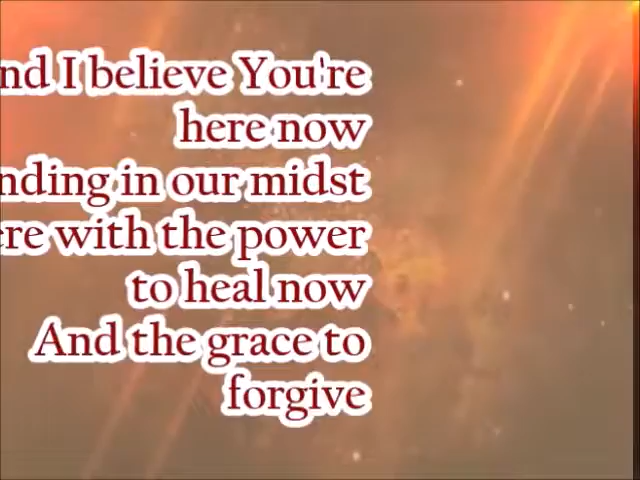 nd I believe You're
here now
nding in our midst
ere with the power
to heal now
And the grace to
forgive